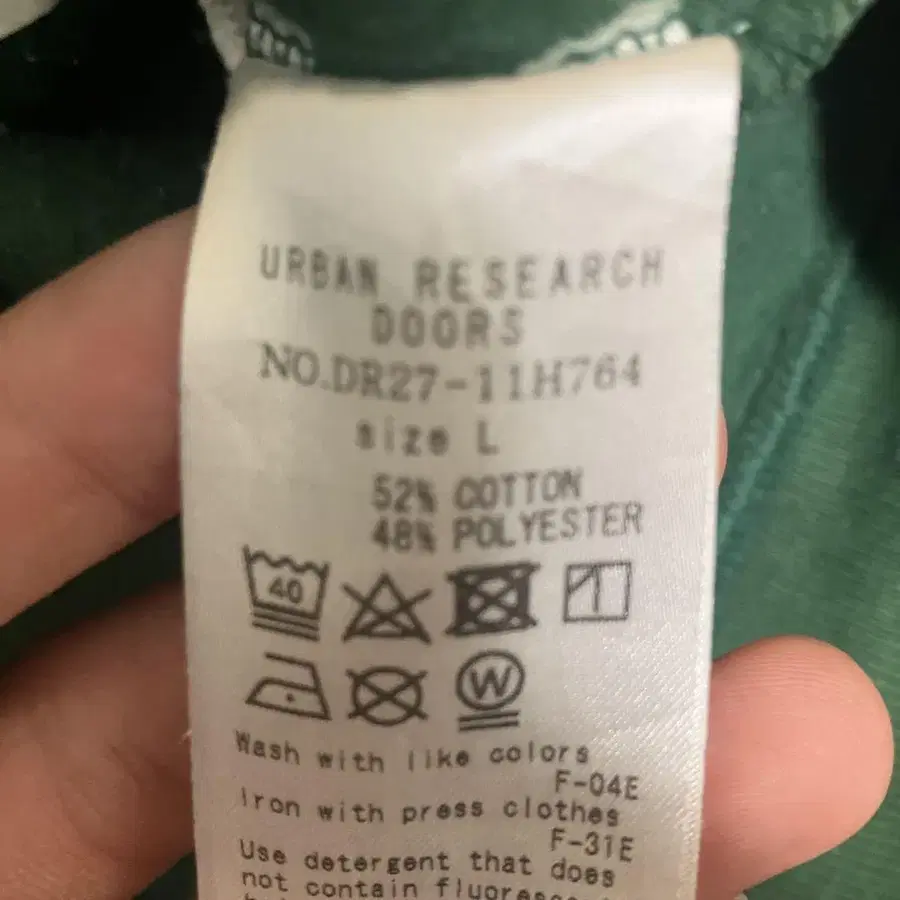 URBAN RESEARCH
DOORS
NO.DR27-11H764
size L
52% COTTON
48% POLYESTER
40
W
Wash with like colors
F-04E
Iron with press clothes
F-31E
Use detergent that does
not contain